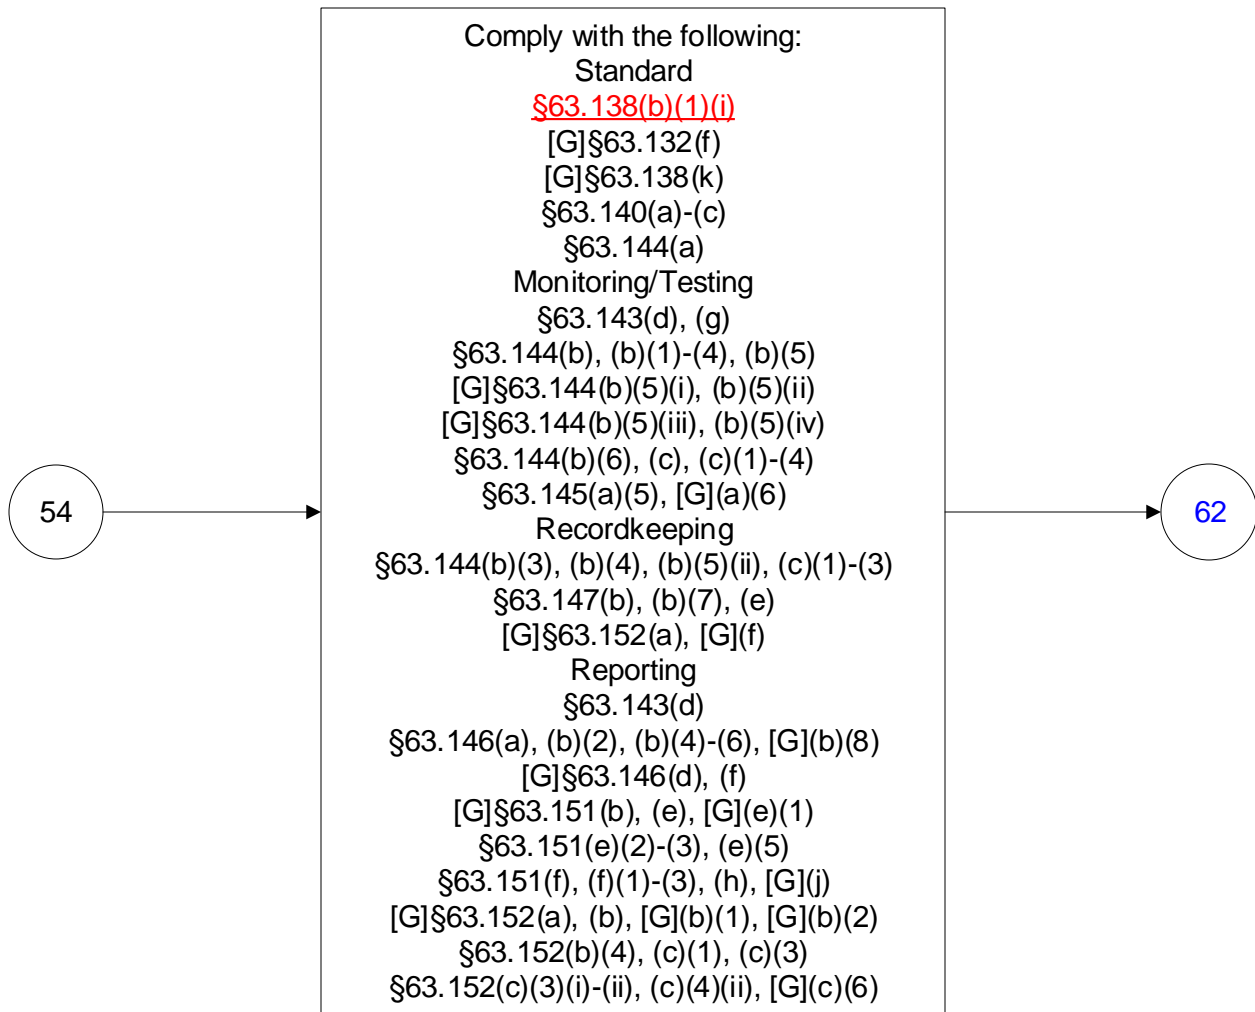 Comply with the following:
Standard
§63.138(b)(1)(i)
[G]§63.132(f)
[G]§63.138(k)
§63.140(a)-(c)
§63.144(a)
Monitoring/Testing
§63.143(d), (g)
§63.144(b), (b)(1)-(4), (b)(5)
[G]§63.144(b)(5)(i), (b)(5)(ii)
[G]§63.144(b)(5)(iii), (b)(5)(iv)
§63.144(b)(6), (c), (c)(1)-(4)
§63.145(a)(5), [G](a)(6)
Recordkeeping
§63.144(b)(3), (b)(4), (b)(5)(ii), (c)(1)-(3)
§63.147(b), (b)(7), (e)
[G]§63.152(a), [G](f)
Reporting
§63.143(d)
§63.146(a), (b)(2), (b)(4)-(6), [G](b)(8)
[G]§63.146(d), (f)
[G]§63.151(b), (e), [G](e)(1)
§63.151(e)(2)-(3), (e)(5)
§63.151(f), (f)(1)-(3), (h), [G](j)
[G]§63.152(a), (b), [G](b)(1), [G](b)(2)
§63.152(b)(4), (c)(1), (c)(3)
§63.152(c)(3)(i)-(ii), (c)(4)(ii), [G](c)(6)
54
62